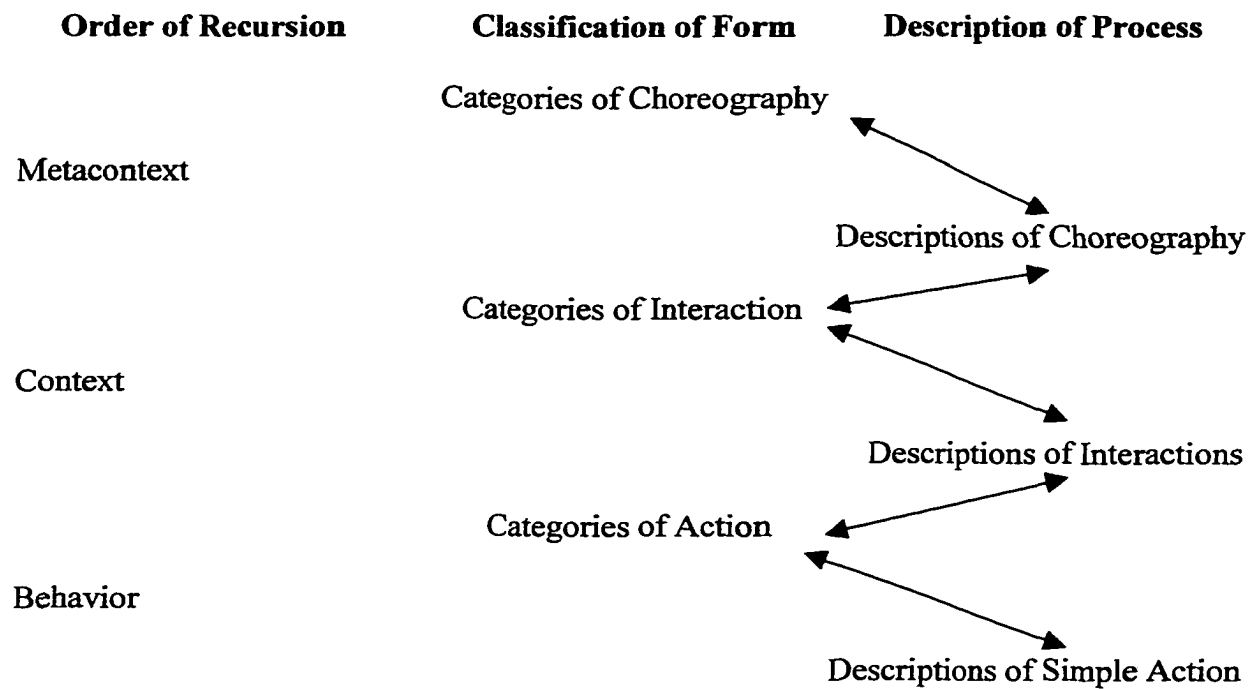 Order of Recursion Classification of Form Description of Process
Categories of Choreography
Metacontext
Descriptions of Choreography
Categories of Interaction
Context
Descriptions of Interactions
Categories of Action
Behavior
Descriptions of Simple Action